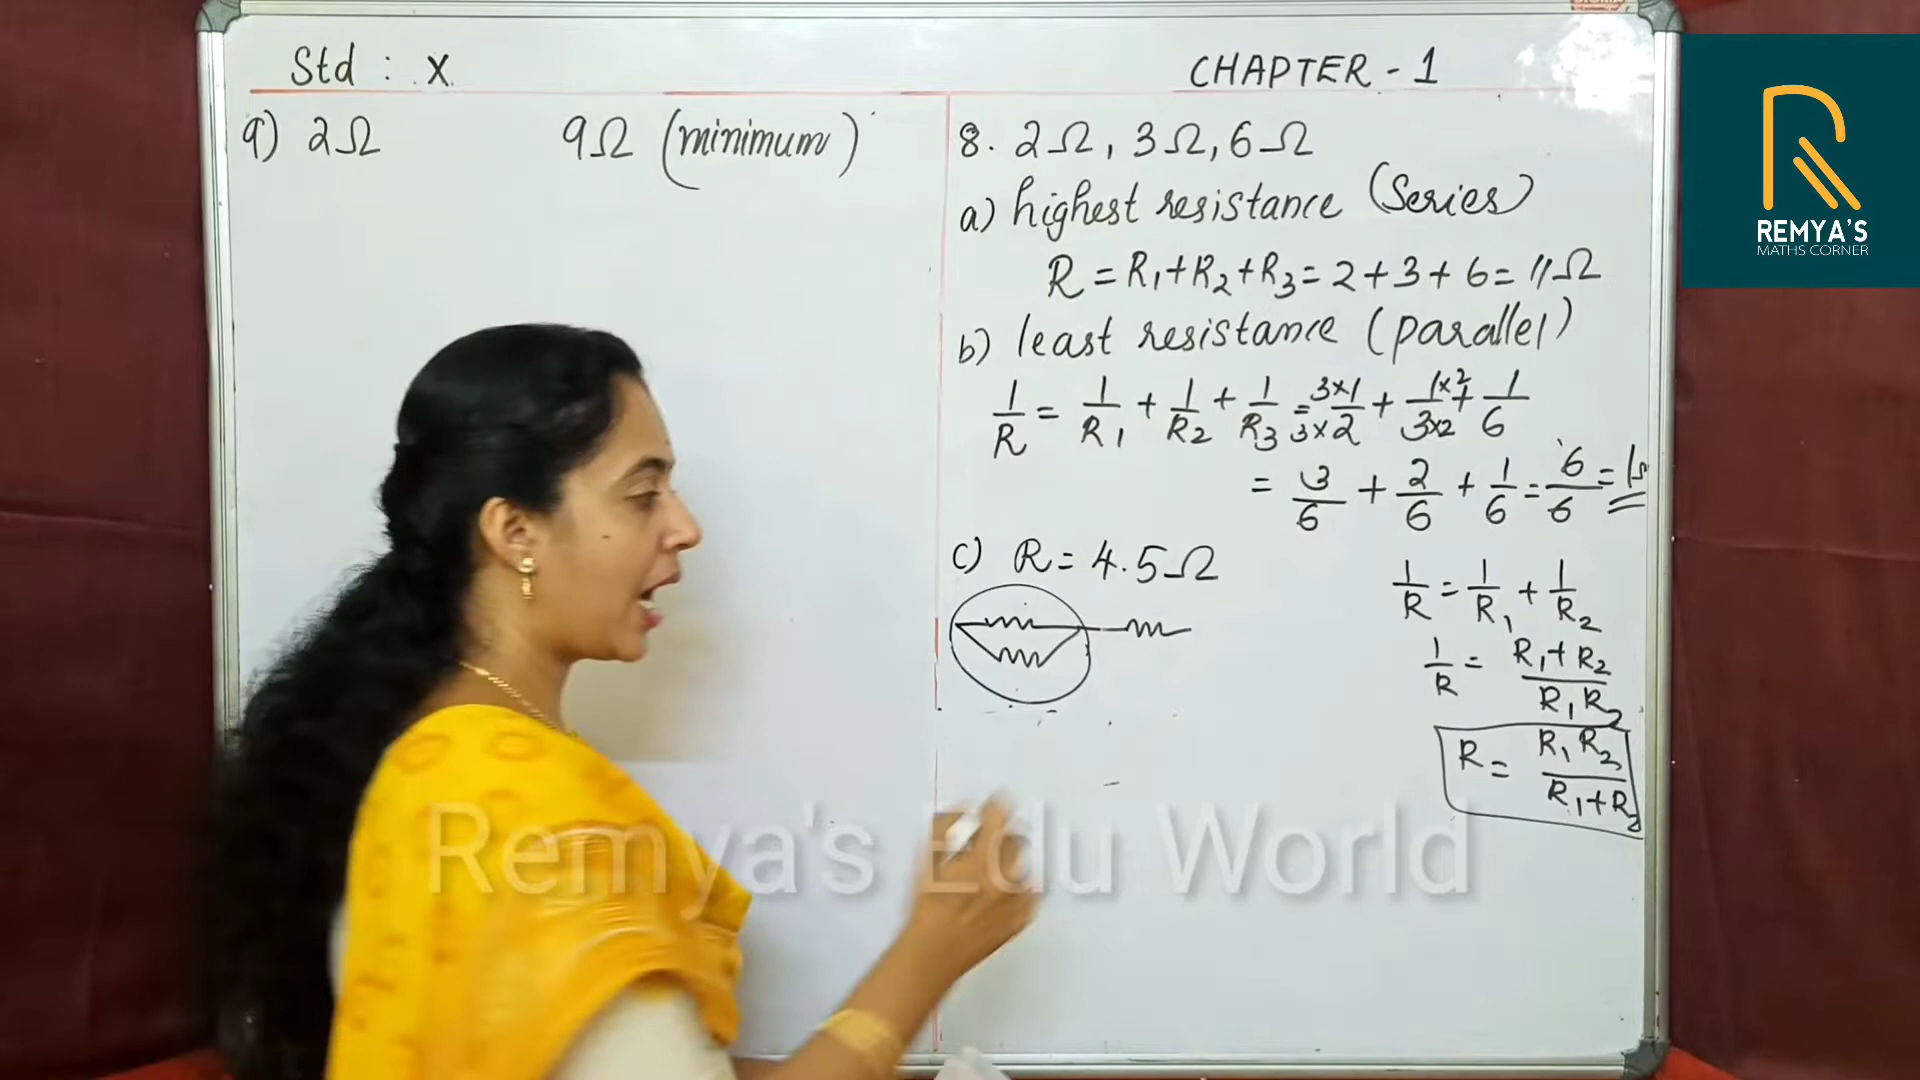 Std : X
CHAPTER - 1
9) 2Ω 9Ω (minimum)
8. 2Ω, 3Ω, 6Ω
a) highest resistance (Series)
R = R₁+R₂+R₃ = 2+3+6 = 11Ω
b) least resistance (parallel)
1/R = 1/R₁ + 1/R₂ + 1/R₃ = 3×1/3×2 + 1×2/3×2 + 1/6
= 3/6 + 2/6 + 1/6 = 6/6 = 1Ω
c) R = 4.5Ω
1/R = 1/R₁ + 1/R₂
1/R = R₁+R₂/R₁R₂
R = R₁R₂/R₁+R₂
REMYA'S
MATHS CORNER
Remya's Edu World